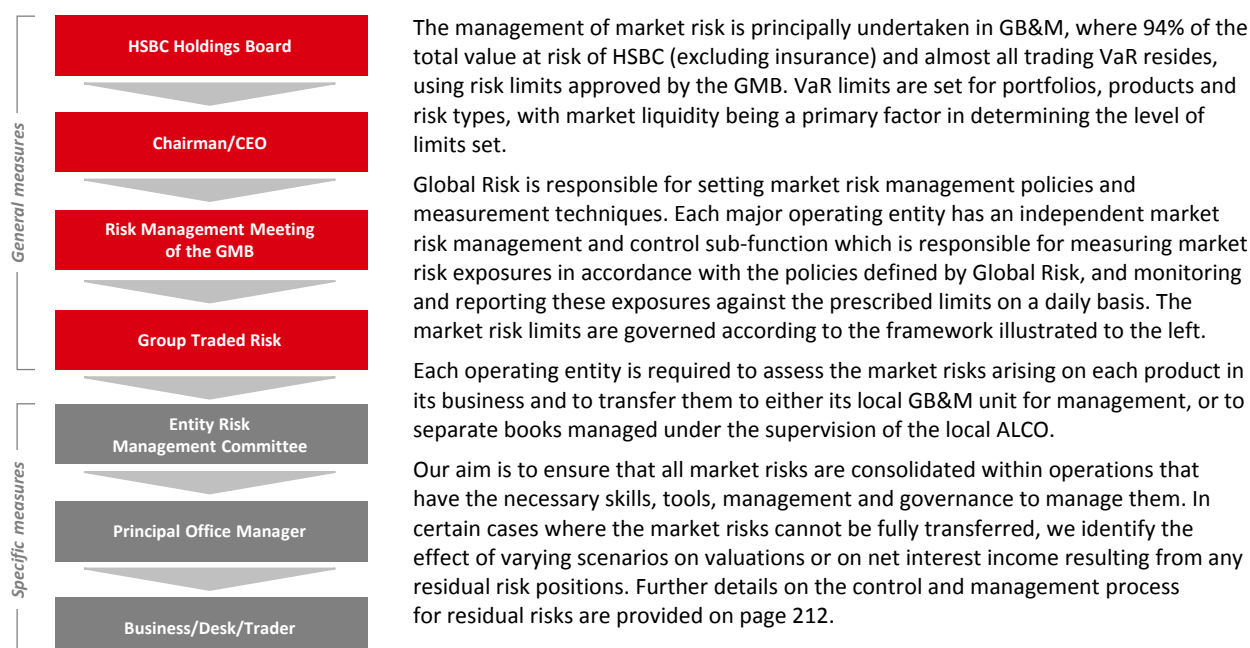 General measures
HSBC Holdings Board
Chairman/CEO
Risk Management Meeting
of the GMB
Group Traded Risk
Specific measures
Entity Risk
Management Committee
Principal Office Manager
Business/Desk/Trader
The management of market risk is principally undertaken in GB&M, where 94% of the
total value at risk of HSBC (excluding insurance) and almost all trading VaR resides,
using risk limits approved by the GMB. VaR limits are set for portfolios, products and
risk types, with market liquidity being a primary factor in determining the level of
limits set.
Global Risk is responsible for setting market risk management policies and
measurement techniques. Each major operating entity has an independent market
risk management and control sub-function which is responsible for measuring market
risk exposures in accordance with the policies defined by Global Risk, and monitoring
and reporting these exposures against the prescribed limits on a daily basis. The
market risk limits are governed according to the framework illustrated to the left.
Each operating entity is required to assess the market risks arising on each product in
its business and to transfer them to either its local GB&M unit for management, or to
separate books managed under the supervision of the local ALCO.
Our aim is to ensure that all market risks are consolidated within operations that
have the necessary skills, tools, management and governance to manage them. In
certain cases where the market risks cannot be fully transferred, we identify the
effect of varying scenarios on valuations or on net interest income resulting from any
residual risk positions. Further details on the control and management process
for residual risks are provided on page 212.